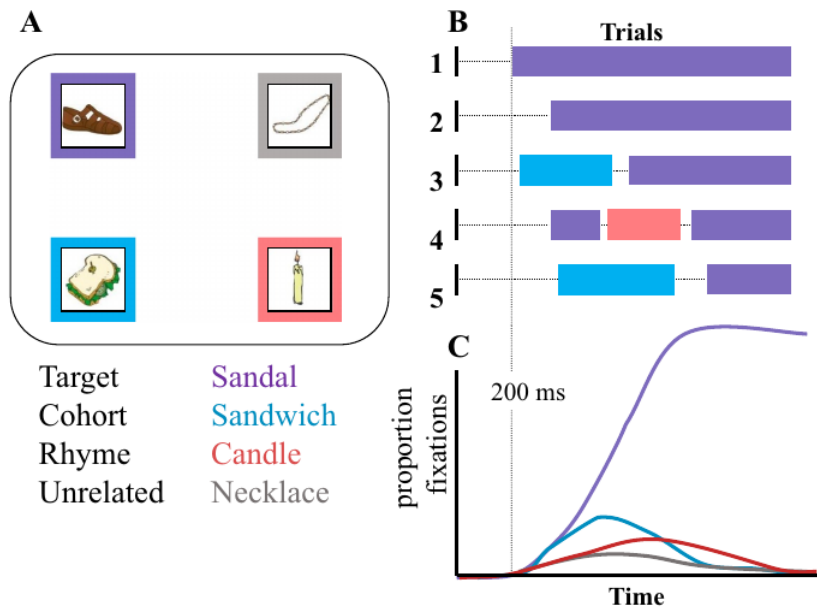 A
B
Trials
1
2
3
4
5
Target Sandal
Cohort Sandwich
Rhyme Candle
Unrelated Necklace
C
200 ms
proportion
fixations
Time